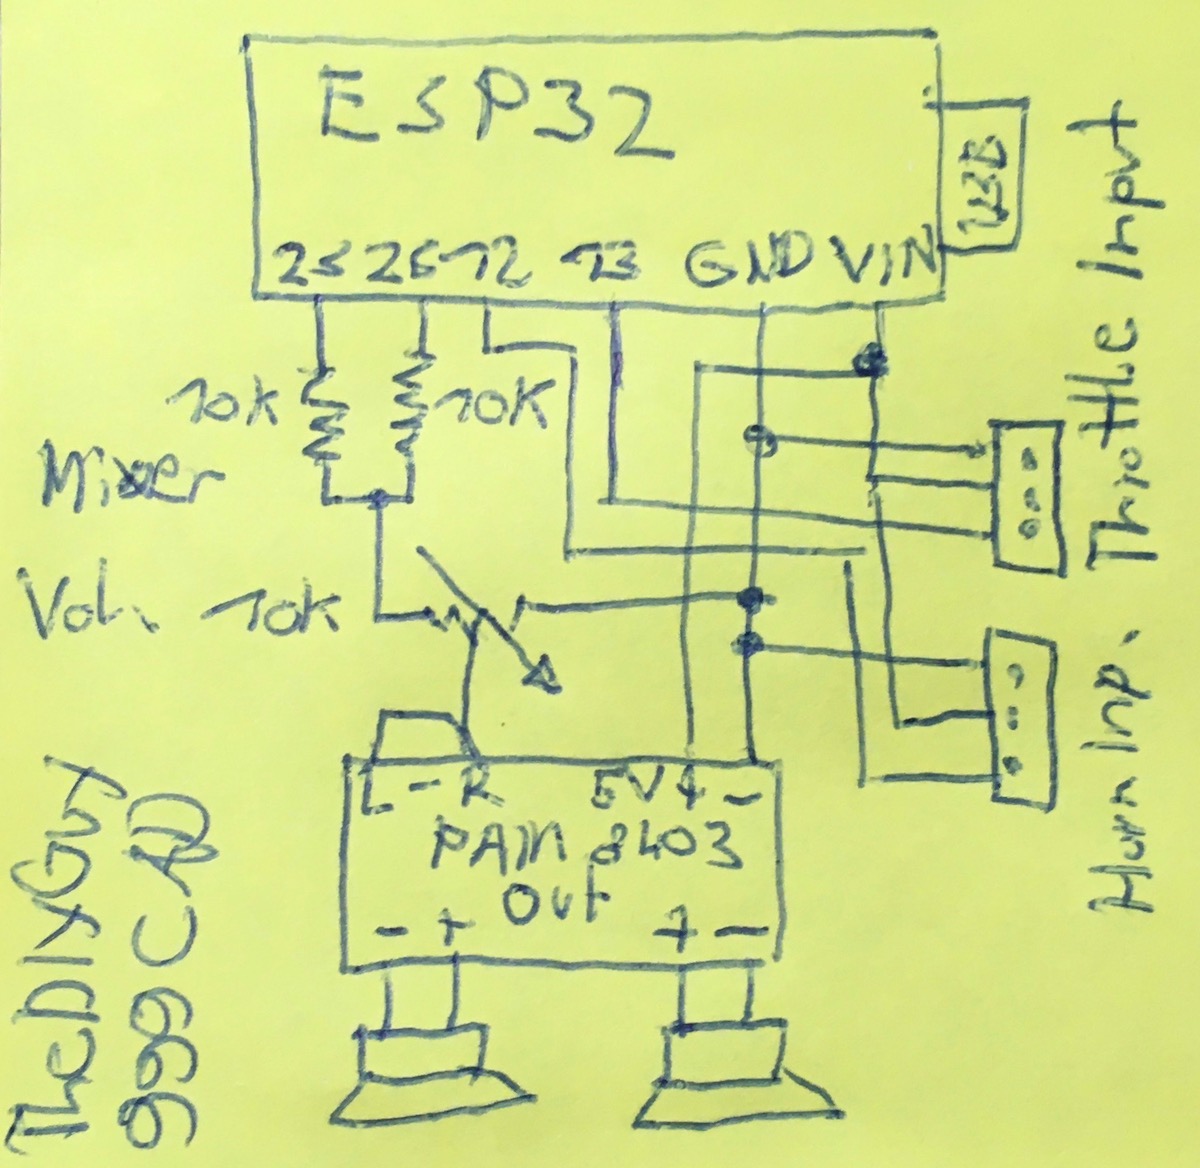 ESP32
USB
25 26 12 13 GND VIN
10k 10K
Mixer
Vol. 10K
Throttle Input
Horn Inp.
L - R 5V + -
PAM 8403
Out
- + + -
TheDIYGuy
999 CAD